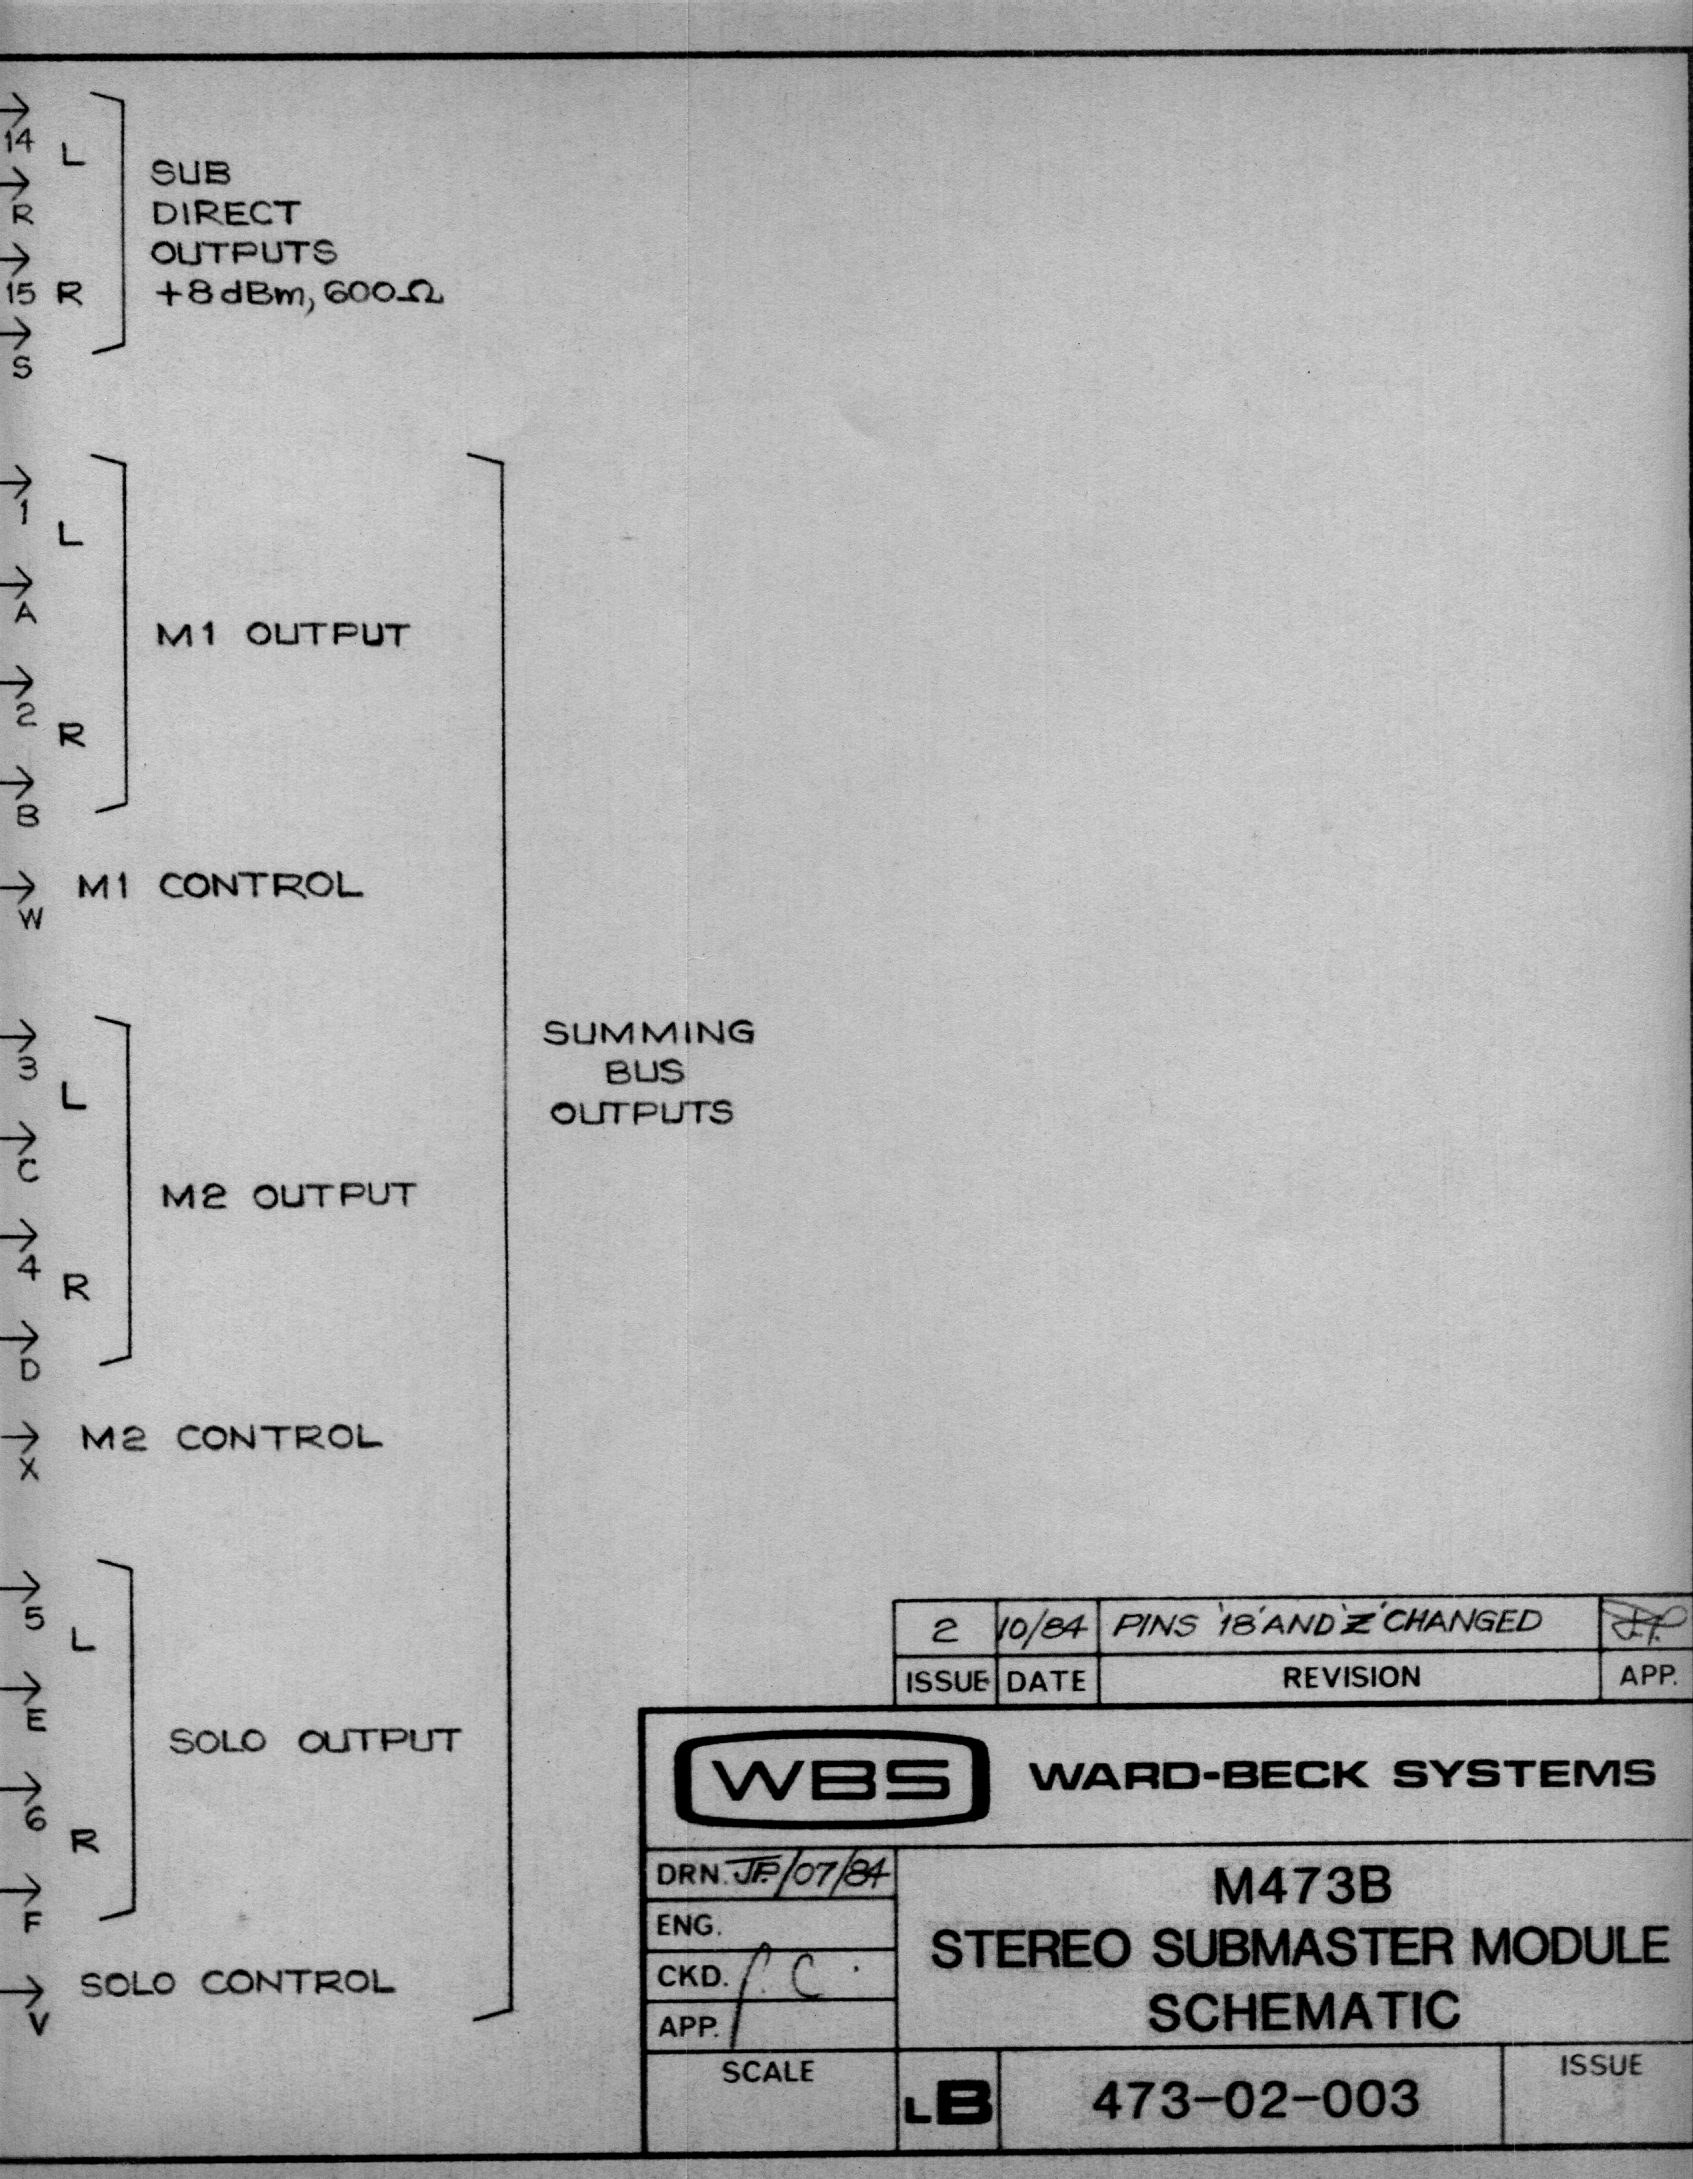 14
L
R
15 R
S
SUB
DIRECT
OUTPUTS
+8dBm, 600Ω
1
L
A
2
R
B
M1 OUTPUT
W
M1 CONTROL
3
L
C
4
R
D
M2 OUTPUT
X
M2 CONTROL
5
L
E
6
R
F
SOLO OUTPUT
V
SOLO CONTROL
SUMMING
BUS
OUTPUTS
2 10/84 PINS '18' AND 'Z' CHANGED
ISSUE DATE REVISION APP.
WBS WARD-BECK SYSTEMS
DRN. J.P./07/84
ENG.
CKD. P.C.
APP.
SCALE
M473B
STEREO SUBMASTER MODULE
SCHEMATIC
LB 473-02-003
ISSUE